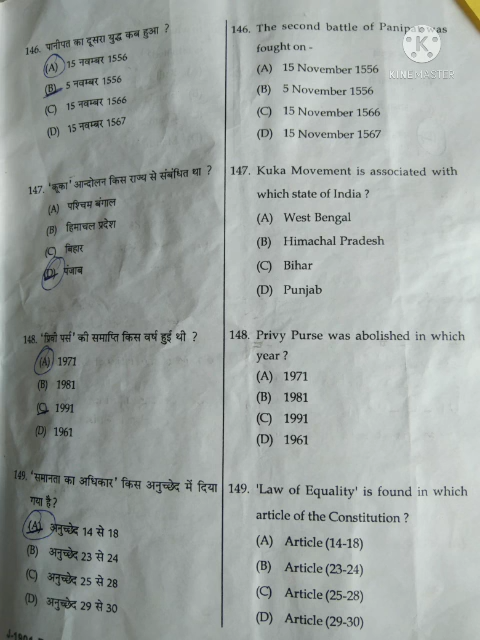 146. पानीपत का दूसरा युद्ध कब हुआ ?
(A) 15 नवम्बर 1556
(B) 5 नवम्बर 1556
(C) 15 नवम्बर 1566
(D) 15 नवम्बर 1567
147. 'कूका' आन्दोलन किस राज्य से संबंधित था ?
(A) पश्चिम बंगाल
(B) हिमाचल प्रदेश
(C) बिहार
(D) पंजाब
148. 'प्रिवी पर्स' की समाप्ति किस वर्ष हुई थी ?
(A) 1971
(B) 1981
(C) 1991
(D) 1961
149. 'समानता का अधिकार' किस अनुच्छेद में दिया
गया है?
(A) अनुच्छेद 14 से 18
(B) अनुच्छेद 23 से 24
(C) अनुच्छेद 25 से 28
(D) अनुच्छेद 29 से 30
146. The second battle of Panipat was
fought on -
(A) 15 November 1556
(B) 5 November 1556
(C) 15 November 1566
(D) 15 November 1567
147. Kuka Movement is associated with
which state of India ?
(A) West Bengal
(B) Himachal Pradesh
(C) Bihar
(D) Punjab
148. Privy Purse was abolished in which
year ?
(A) 1971
(B) 1981
(C) 1991
(D) 1961
149. 'Law of Equality' is found in which
article of the Constitution ?
(A) Article (14-18)
(B) Article (23-24)
(C) Article (25-28)
(D) Article (29-30)
KINEMASTER